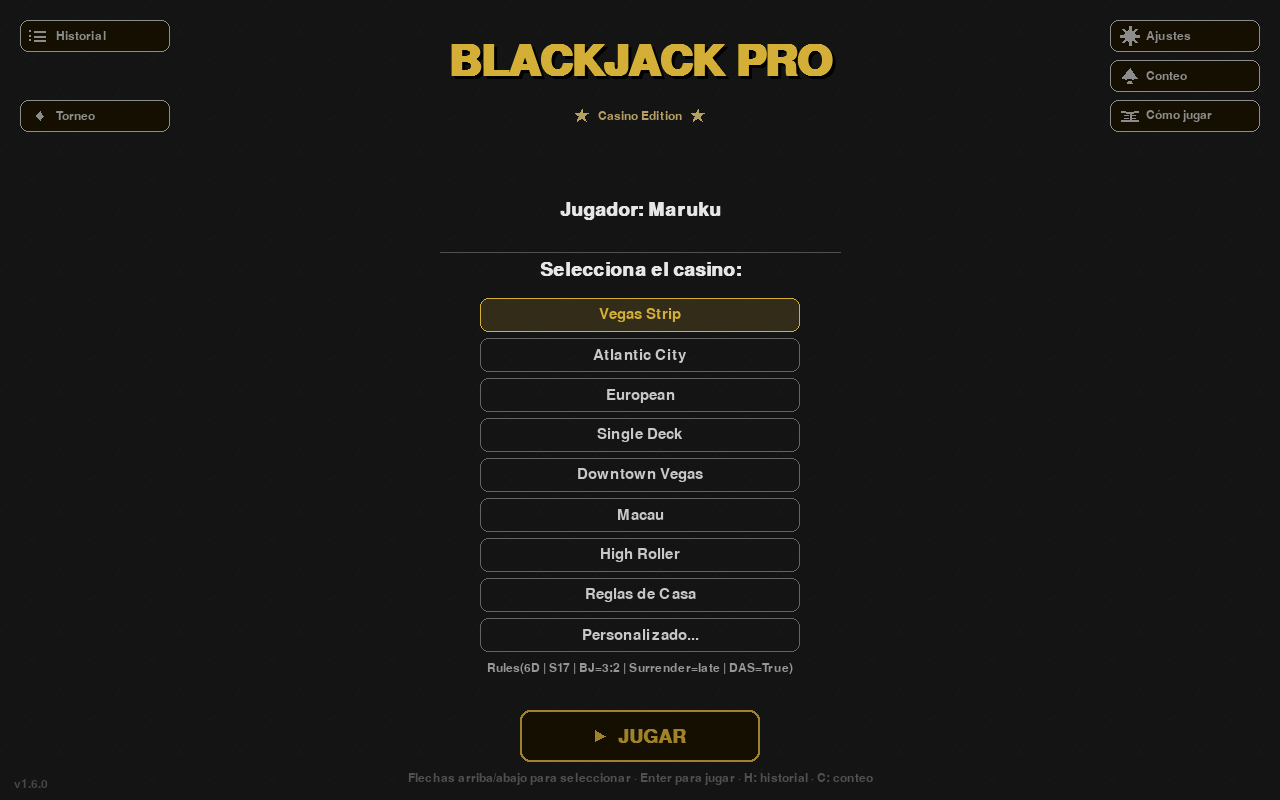 Historial
Torneo
BLACKJACK PRO
Casino Edition
Ajustes
Conteo
Cómo jugar
Jugador: Maruku
Selecciona el casino:
Vegas Strip
Atlantic City
European
Single Deck
Downtown Vegas
Macau
High Roller
Reglas de Casa
Personalizado...
Rules(6D | S17 | BJ=3:2 | Surrender=late | DAS=True)
JUGAR
Flechas arriba/abajo para seleccionar · Enter para jugar · H: historial · C: conteo
v1.6.0